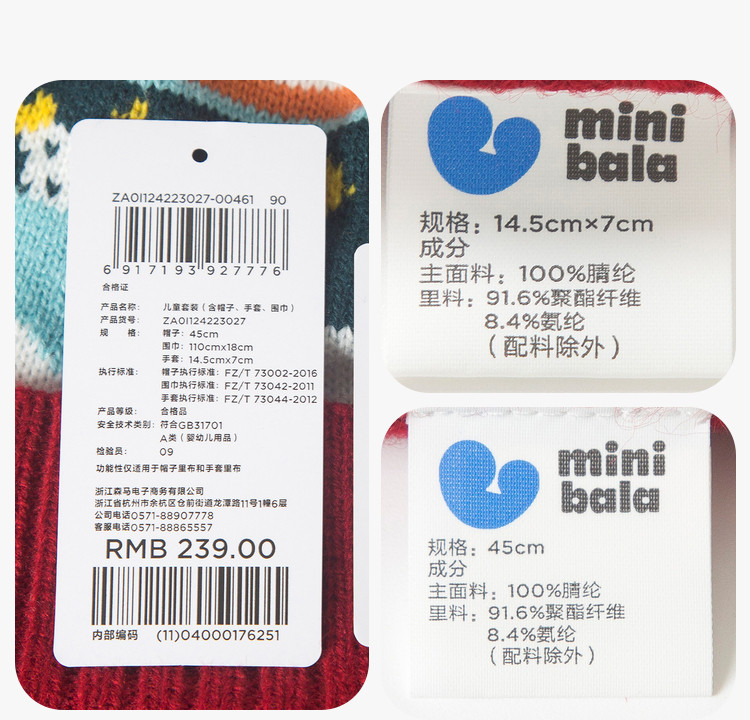 ZA0I124223027-00461 90
6 917193 927776
合格证
产品名称: 儿童套装（含帽子、手套、围巾）
产品货号: ZA0I124223027
规 格: 帽子: 45cm
围巾: 110cmx18cm
手套: 14.5cmx7cm
执行标准: 帽子执行标准: FZ/T 73002-2016
围巾执行标准: FZ/T 73042-2011
手套执行标准: FZ/T 73044-2012
产品等级: 合格品
安全技术类别: 符合GB31701
A类（婴幼儿用品）
检验员: 09
功能性仅适用于帽子里布和手套里布
浙江森马电子商务有限公司
浙江省杭州市余杭区仓前街道龙潭路11号1幢6层
公司电话0571-88907778
客服电话0571-88865557
RMB 239.00
内部编码 (11)04000176251
mini
bala
规格: 14.5cm×7cm
成分
主面料: 100%腈纶
里料: 91.6%聚酯纤维
8.4%氨纶
（配料除外）
mini
bala
规格: 45cm
成分
主面料: 100%腈纶
里料: 91.6%聚酯纤维
8.4%氨纶
（配料除外）